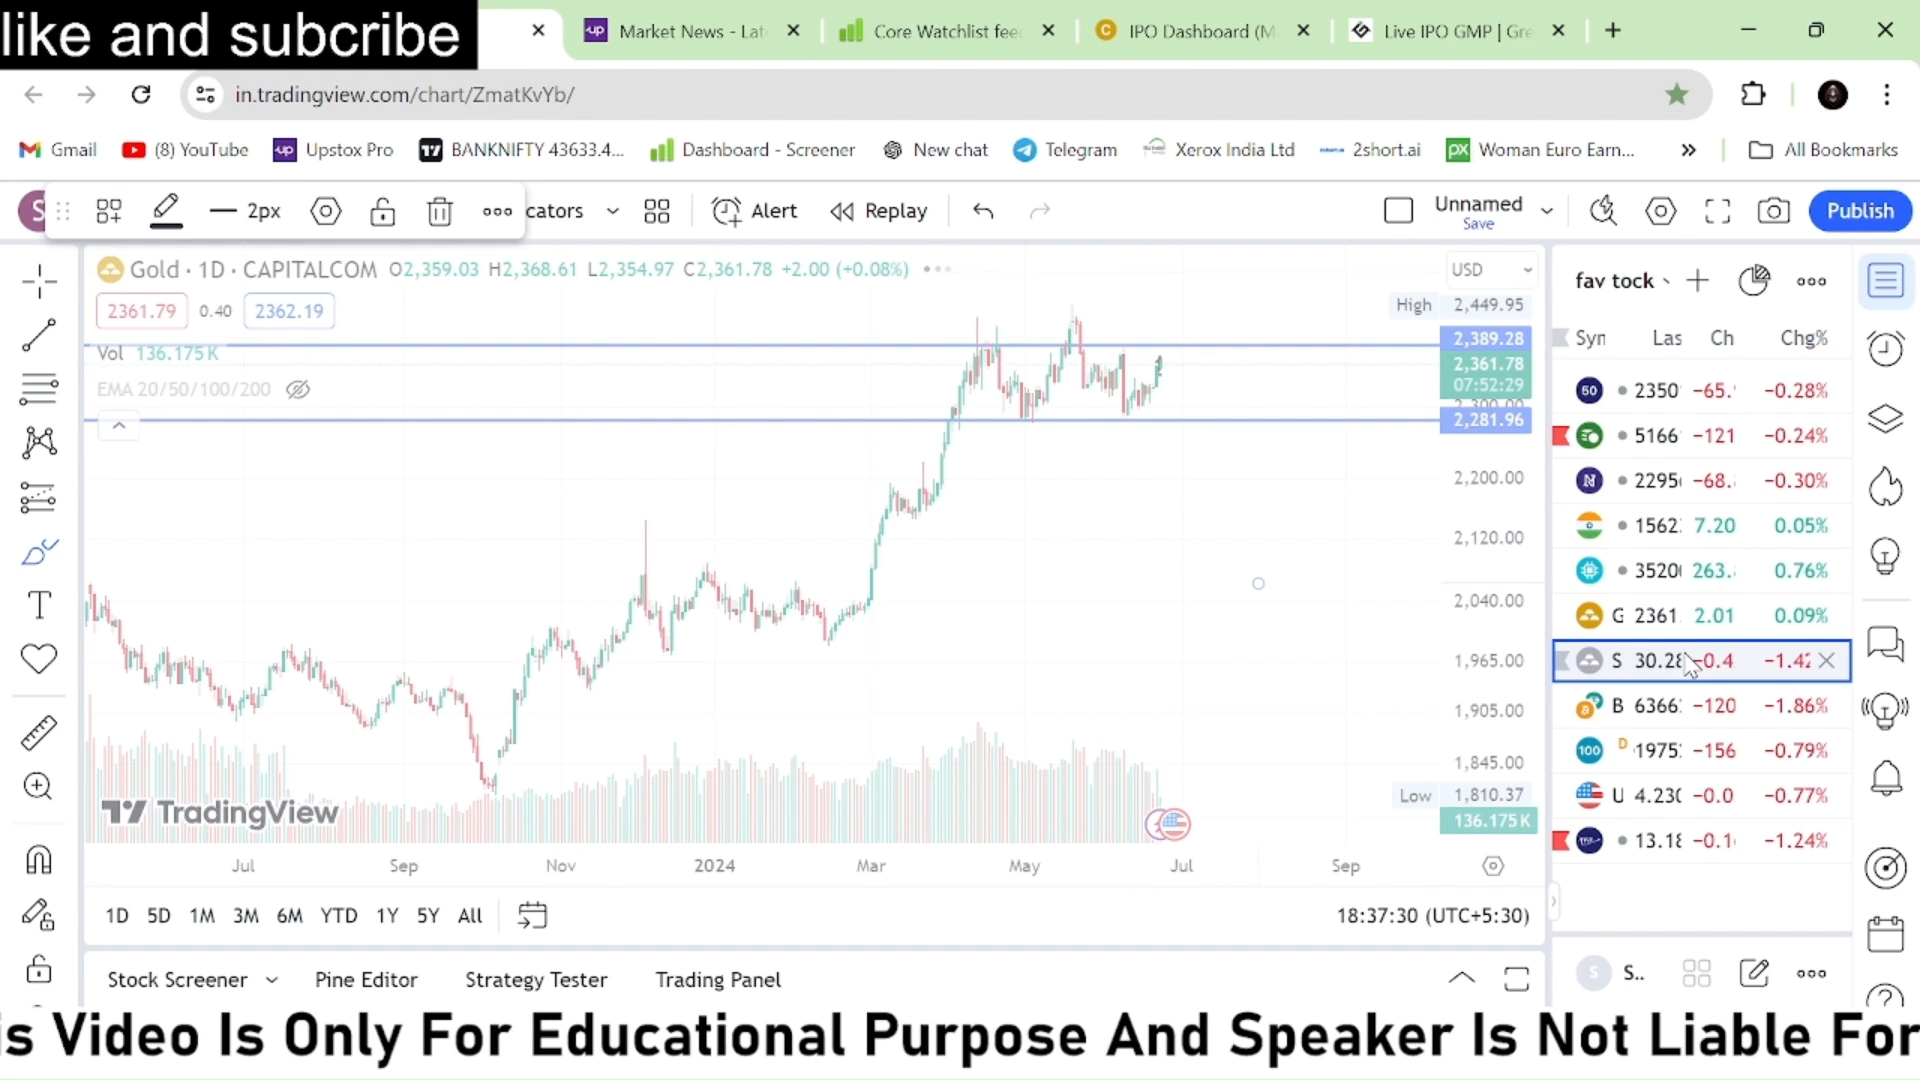 like and subcribe
Market News - Lat
Core Watchlist fee
IPO Dashboard (M
Live IPO GMP | Gre
in.tradingview.com/chart/ZmatKvYb/
Gmail
(8) YouTube
Upstox Pro
BANKNIFTY 43633.4...
Dashboard - Screener
New chat
Telegram
Xerox India Ltd
2short.ai
Woman Euro Earn...
All Bookmarks
S
2px
cators
Alert
Replay
Unnamed
Save
Publish
Gold · 1D · CAPITALCOM O2,359.03 H2,368.61 L2,354.97 C2,361.78 +2.00 (+0.08%)
USD
2361.79 0.40 2362.19
Vol 136.175K
EMA 20/50/100/200
High 2,449.95
2,389.28
2,361.78
07:52:29
2,281.96
2,200.00
2,120.00
2,040.00
1,965.00
1,905.00
1,845.00
Low 1,810.37
136.175K
TradingView
Jul Sep Nov 2024 Mar May Jul Sep
1D 5D 1M 3M 6M YTD 1Y 5Y All
18:37:30 (UTC+5:30)
Stock Screener
Pine Editor
Strategy Tester
Trading Panel
fav tock
Syn Las Ch Chg%
50 2350 −65. −0.28%
5166 −121 −0.24%
2295 −68. −0.30%
1562 7.20 0.05%
3520 263. 0.76%
G 2361 2.01 0.09%
S 30.28 −0.4 −1.42
B 6366 −120 −1.86%
100 D 1975 −156 −0.79%
U 4.230 −0.0 −0.77%
13.18 −0.1 −1.24%
S S..
is Video Is Only For Educational Purpose And Speaker Is Not Liable For